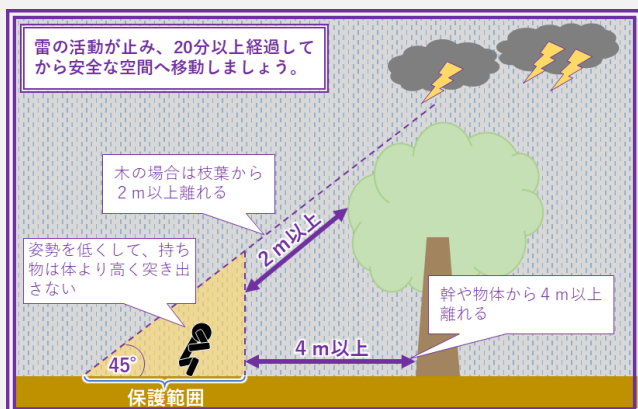 雷の活動が止み、20分以上経過して
から安全な空間へ移動しましょう。
木の場合は枝葉から
２ｍ以上離れる
２ｍ以上
姿勢を低くして、持ち
物は体より高く突き出
さない
幹や物体から４ｍ以上
離れる
４ｍ以上
45°
保護範囲